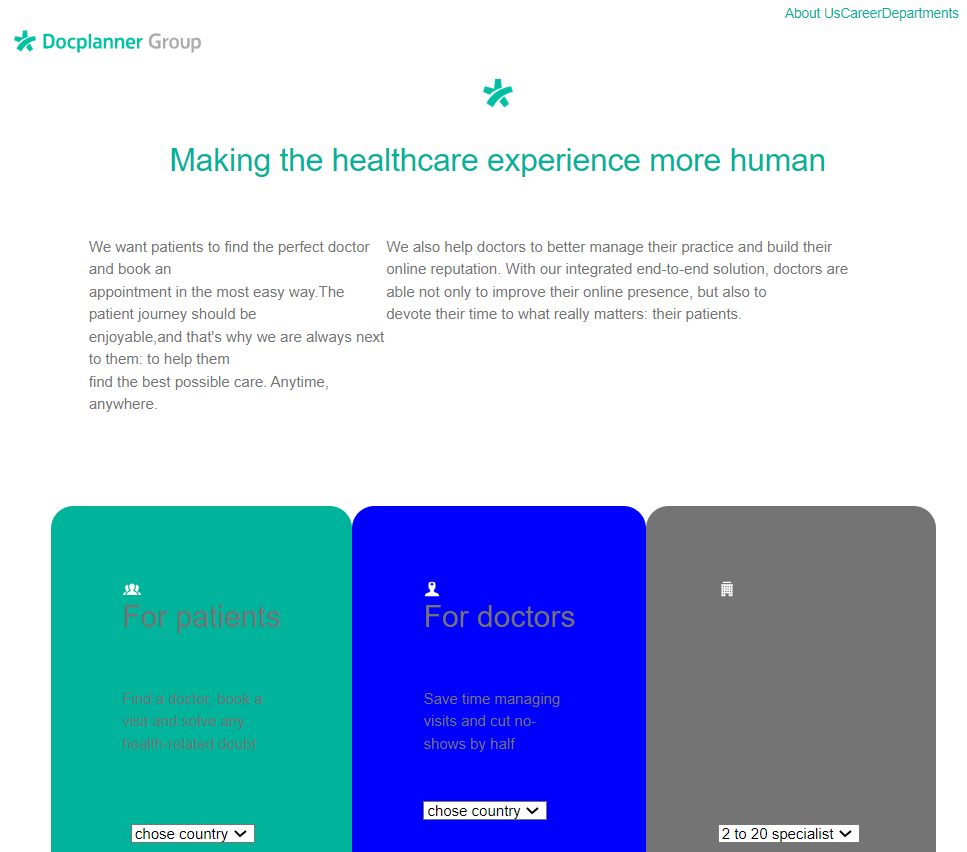 About UsCareerDepartments
Docplanner Group
Making the healthcare experience more human
We want patients to find the perfect doctor
and book an
appointment in the most easy way.The
patient journey should be
enjoyable,and that's why we are always next
to them: to help them
find the best possible care. Anytime,
anywhere.
We also help doctors to better manage their practice and build their
online reputation. With our integrated end-to-end solution, doctors are
able not only to improve their online presence, but also to
devote their time to what really matters: their patients.
For patients
Find a doctor, book a
visit and solve any
health-related doubt
chose country
For doctors
Save time managing
visits and cut no-
shows by half
chose country
2 to 20 specialist